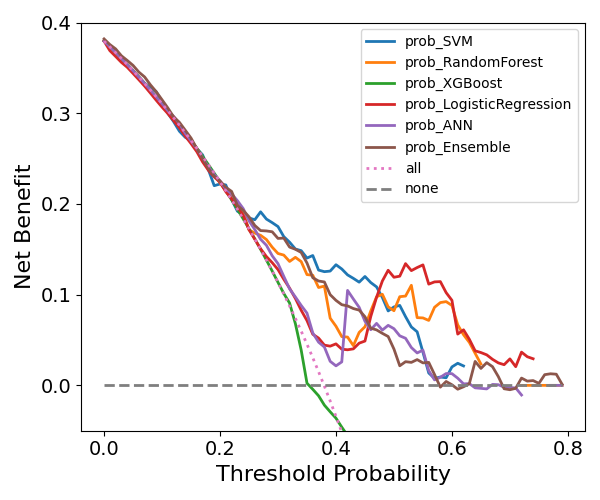 0.4
0.3
0.2
0.1
0.0
Net Benefit
prob_SVM
prob_RandomForest
prob_XGBoost
prob_LogisticRegression
prob_ANN
prob_Ensemble
all
none
0.0 0.2 0.4 0.6 0.8
Threshold Probability